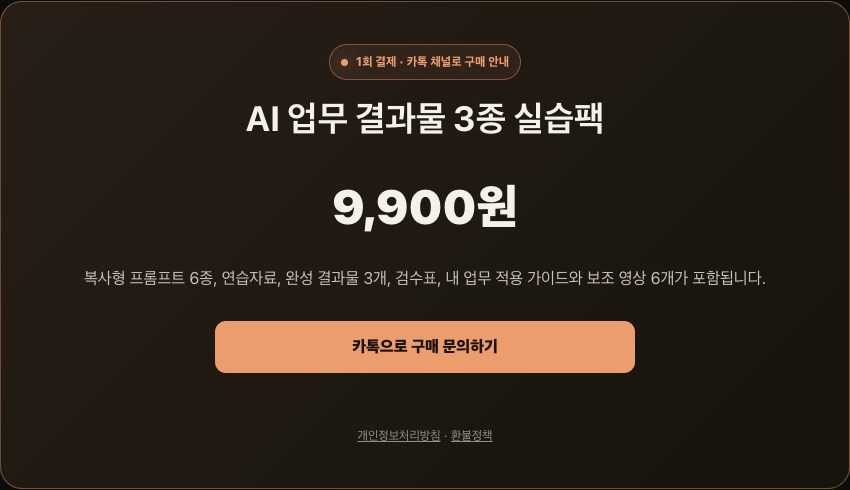 1회 결제 · 카톡 채널로 구매 안내
AI 업무 결과물 3종 실습팩
9,900원
복사형 프롬프트 6종, 연습자료, 완성 결과물 3개, 검수표, 내 업무 적용 가이드와 보조 영상 6개가 포함됩니다.
카톡으로 구매 문의하기
개인정보처리방침 · 환불정책